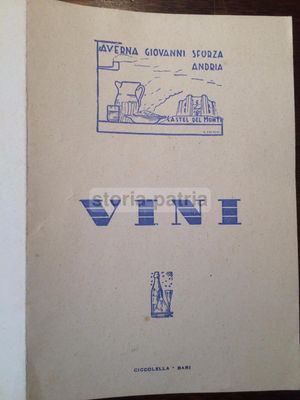 TAVERNA GIOVANNI SFORZA
ANDRIA
CASTEL DEL MONTE
storia-patria
VINI
CICCOLELLA - BARI